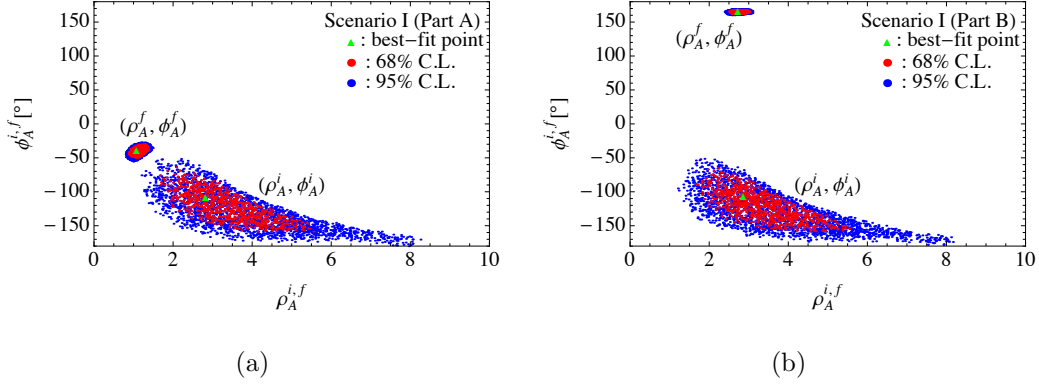 Scenario I (Part A)
: best−fit point
: 68% C.L.
: 95% C.L.
(ρ_A^f, ϕ_A^f)
(ρ_A^i, ϕ_A^i)
ϕ_A^{i,f} [°]
150
100
50
0
−50
−100
−150
0 2 4 6 8 10
ρ_A^{i,f}
(a)
Scenario I (Part B)
: best−fit point
: 68% C.L.
: 95% C.L.
(ρ_A^f, ϕ_A^f)
(ρ_A^i, ϕ_A^i)
ϕ_A^{i,f} [°]
150
100
50
0
−50
−100
−150
0 2 4 6 8 10
ρ_A^{i,f}
(b)